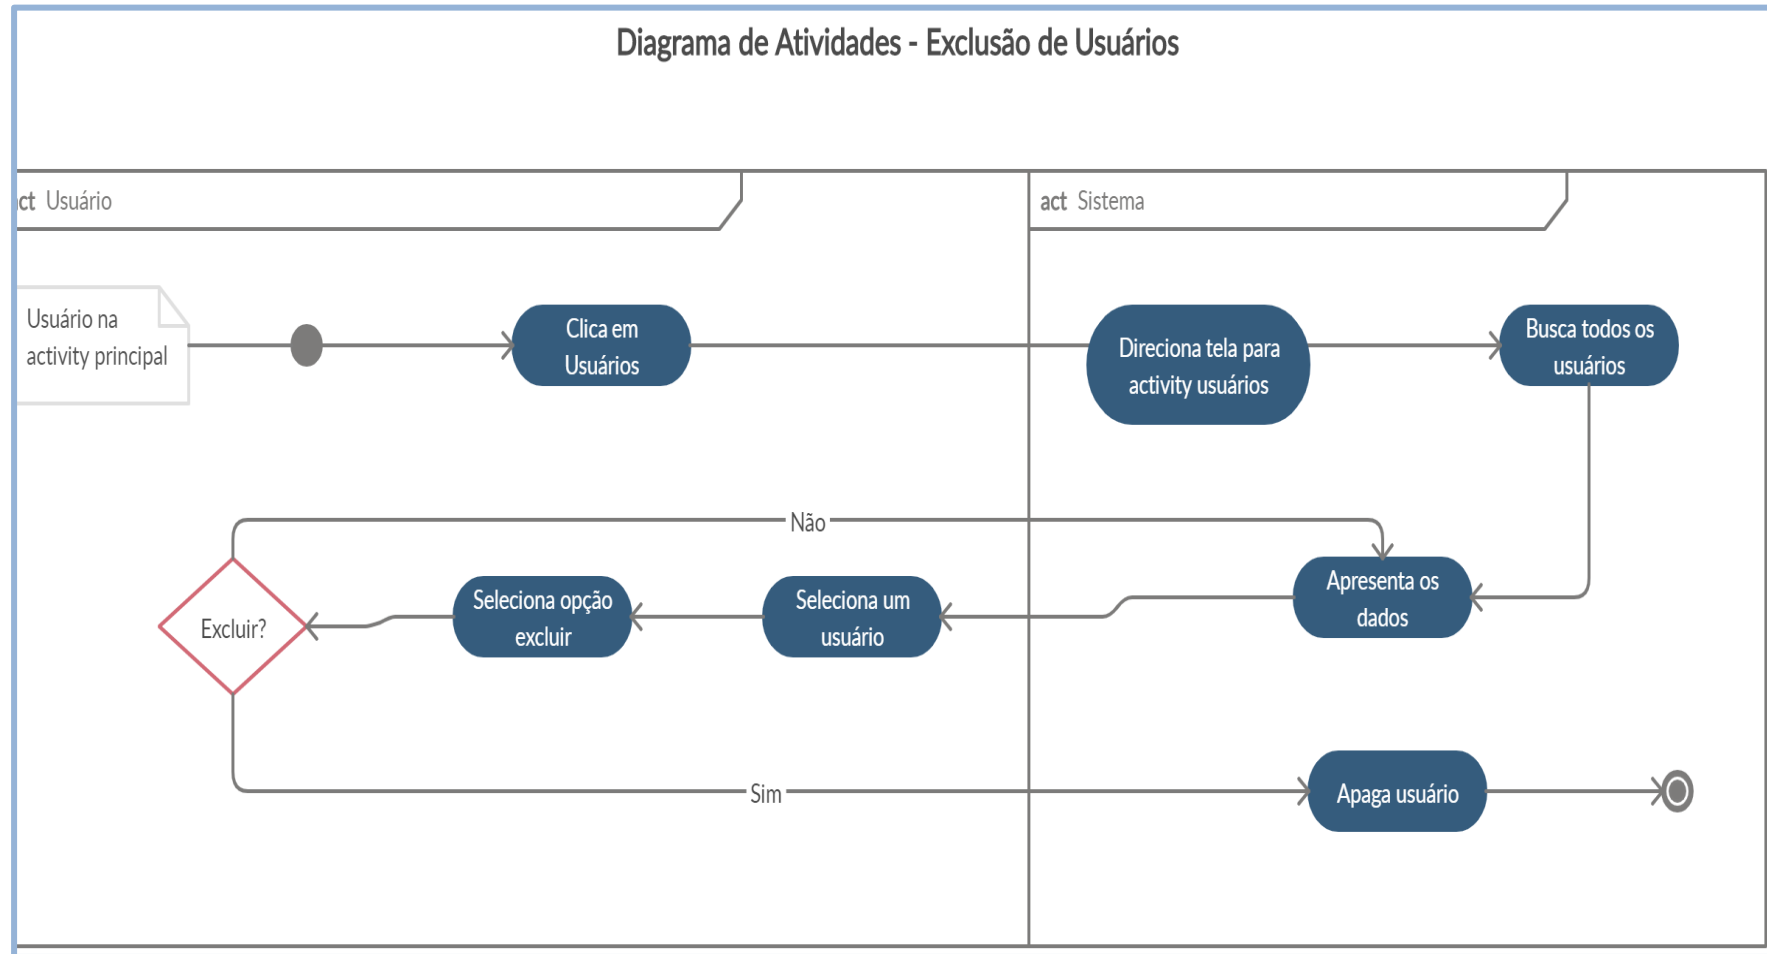 Diagrama de Atividades - Exclusão de Usuários
act Usuário
act Sistema
Usuário na
activity principal
Clica em
Usuários
Direciona tela para
activity usuários
Busca todos os
usuários
Não
Excluir?
Seleciona opção
excluir
Seleciona um
usuário
Apresenta os
dados
Sim
Apaga usuário